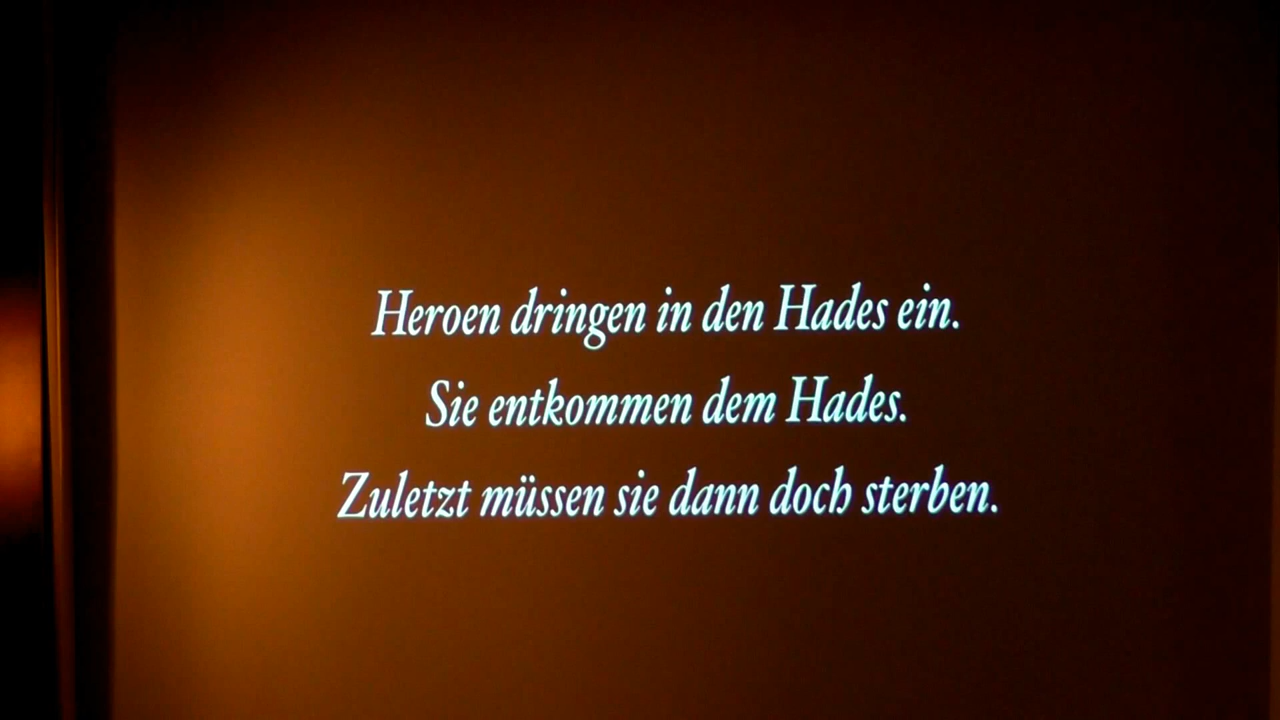 Heroen dringen in den Hades ein.
Sie entkommen dem Hades.
Zuletzt müssen sie dann doch sterben.